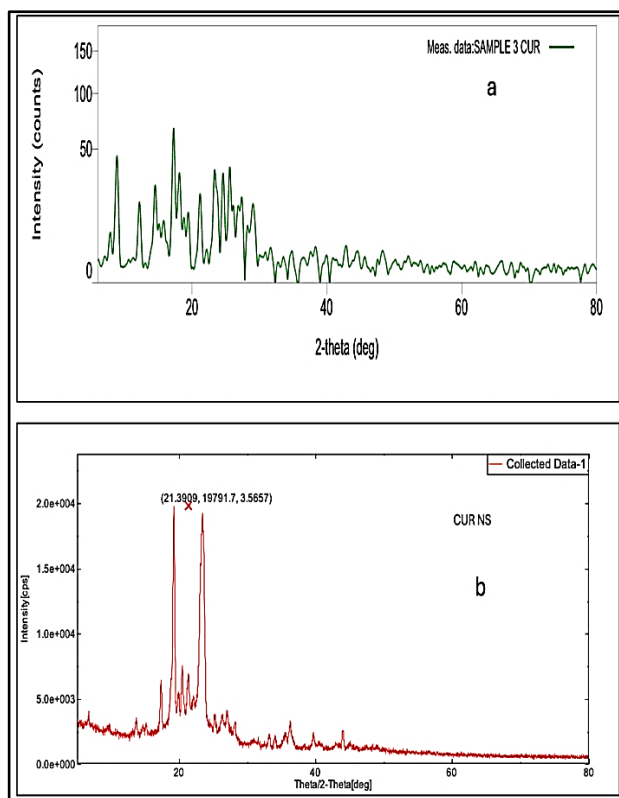 Meas. data:SAMPLE 3 CUR
a
Intensity (counts)
150
100
50
0
20
40
60
80
2-theta (deg)
Collected Data-1
(21.3909, 19791.7, 3.5657)
CUR NS
b
Intensity[cps]
2.0e+004
1.5e+004
1.0e+004
5.0e+003
0.0e+000
20
40
60
80
Theta/2-Theta[deg]